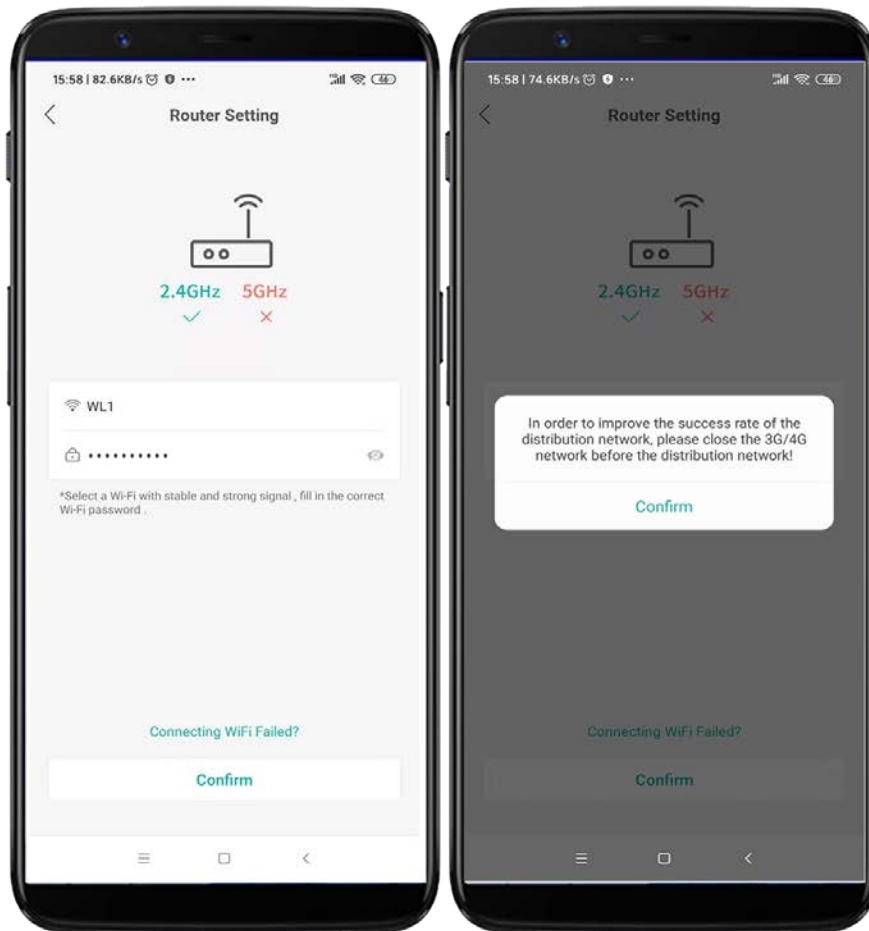 15:58 | 82.6KB/s ...
46
Router Setting
2.4GHz 5GHz
WL1
••••••••••
*Select a Wi-Fi with stable and strong signal , fill in the correct
Wi-Fi password .
Connecting WiFi Failed?
Confirm
15:58 | 74.6KB/s ...
46
Router Setting
2.4GHz 5GHz
In order to improve the success rate of the
distribution network, please close the 3G/4G
network before the distribution network!
Confirm
Connecting WiFi Failed?
Confirm